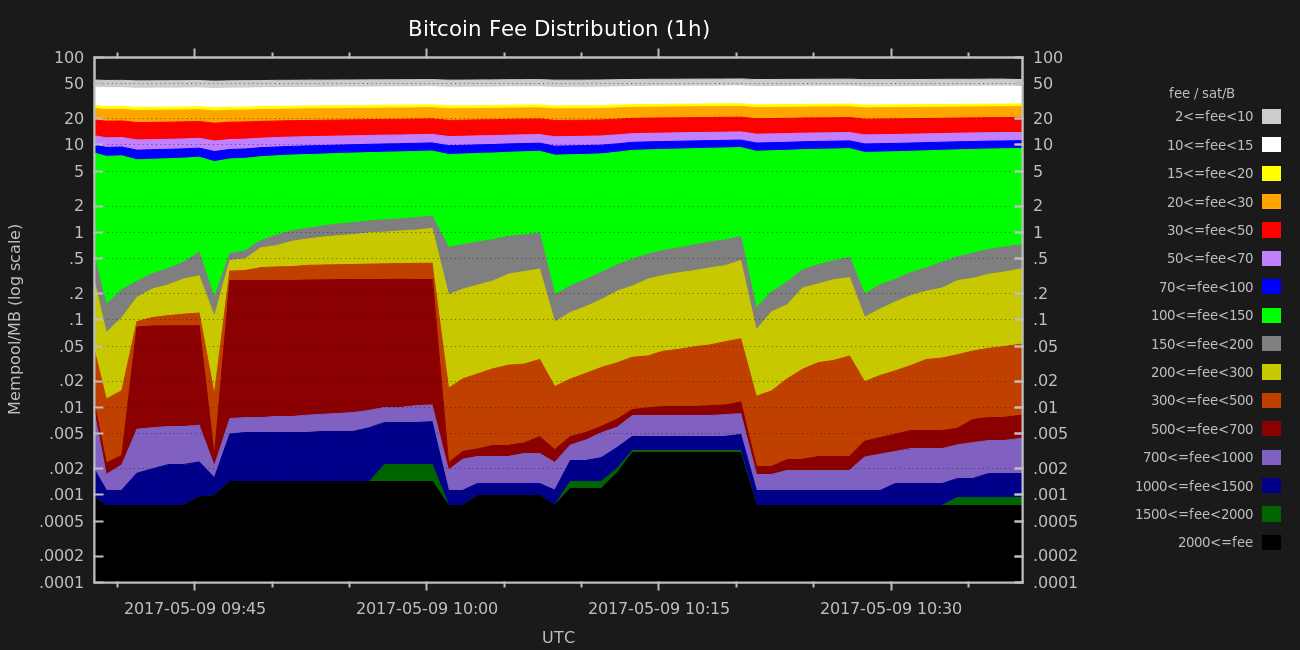 Bitcoin Fee Distribution (1h)
Mempool/MB (log scale)
100
50
20
10
5
2
1
.5
.2
.1
.05
.02
.01
.005
.002
.001
.0005
.0002
.0001
100
50
20
10
5
2
1
.5
.2
.1
.05
.02
.01
.005
.002
.001
.0005
.0002
.0001
2017-05-09 09:45
2017-05-09 10:00
2017-05-09 10:15
2017-05-09 10:30
UTC
fee / sat/B
2<=fee<10
10<=fee<15
15<=fee<20
20<=fee<30
30<=fee<50
50<=fee<70
70<=fee<100
100<=fee<150
150<=fee<200
200<=fee<300
300<=fee<500
500<=fee<700
700<=fee<1000
1000<=fee<1500
1500<=fee<2000
2000<=fee